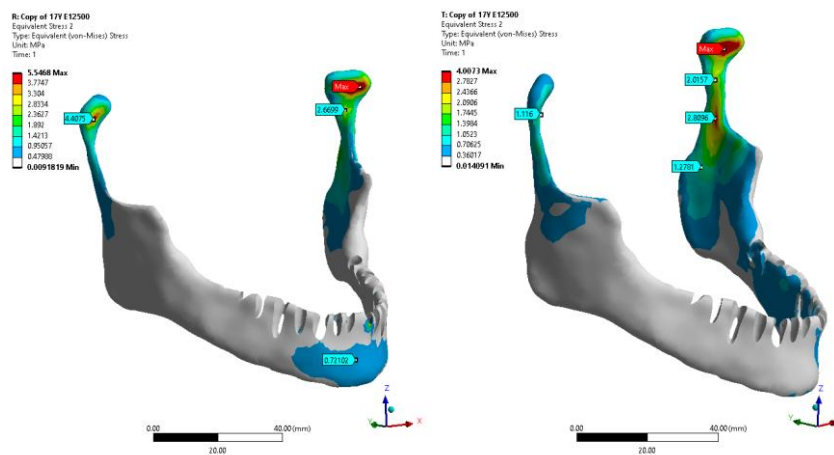 R: Copy of 17Y E12500
Equivalent Stress 2
Type: Equivalent (von-Mises) Stress
Unit: MPa
Time: 1
5.5468 Max
3.7747
3.304
2.8334
2.3627
1.892
1.4213
0.95057
0.47988
0.0091819 Min
4.4075
Max
2.6699
0.72102
Z
Y
X
0.00
40.00 (mm)
20.00
T: Copy of 17Y E12500
Equivalent Stress 2
Type: Equivalent (von-Mises) Stress
Unit: MPa
Time: 1
4.0073 Max
2.7827
2.4366
2.0906
1.7445
1.3984
1.0523
0.70625
0.36017
0.014091 Min
Max
2.0157
1.116
2.8096
1.2781
Z
Y
0.00
40.00 (mm)
20.00